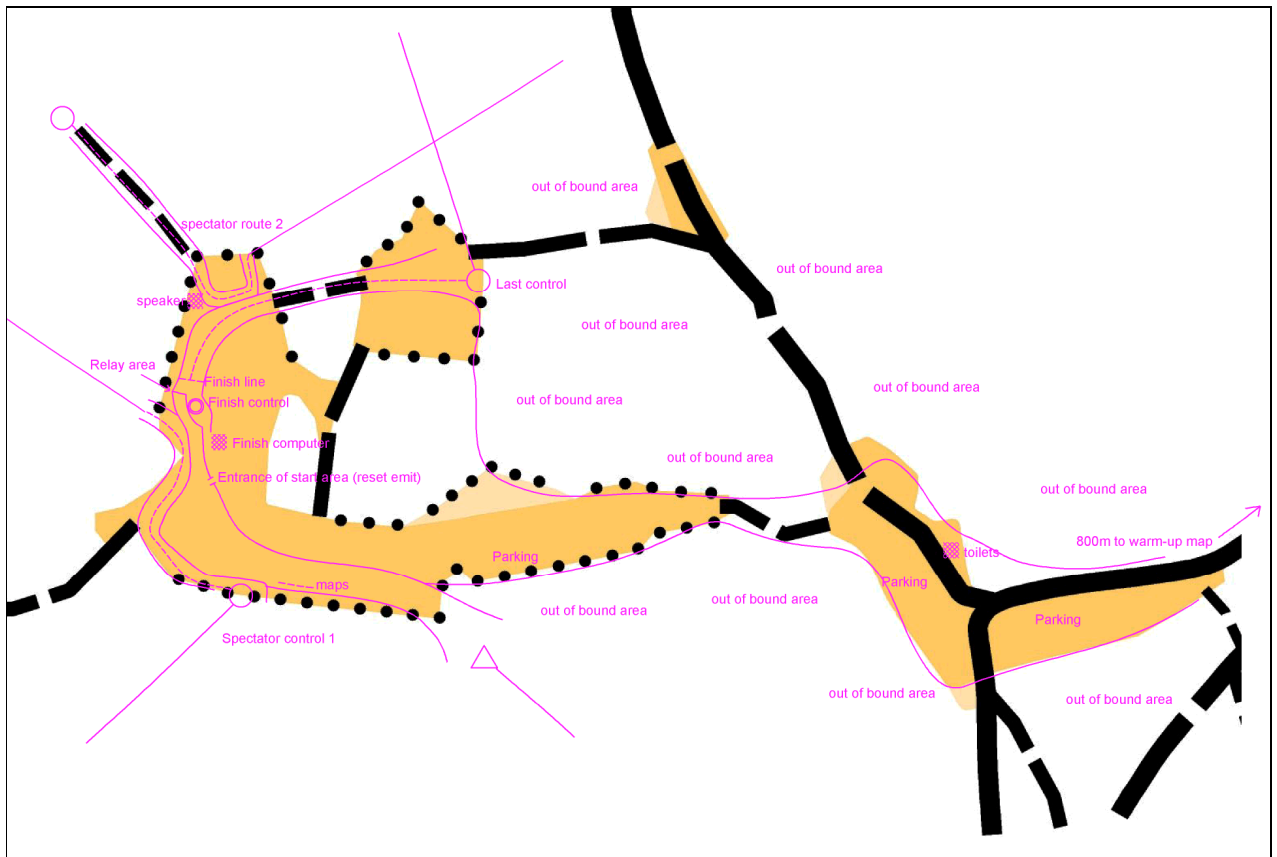 out of bound area
spectator route 2
out of bound area
Last control
speaker
out of bound area
Relay area
Finish line
out of bound area
Finish control
out of bound area
Finish computer
out of bound area
Entrance of start area (reset emit)
out of bound area
800m to warm-up map
Parking
toilets
maps
Parking
out of bound area
out of bound area
Parking
Spectator control 1
out of bound area
out of bound area